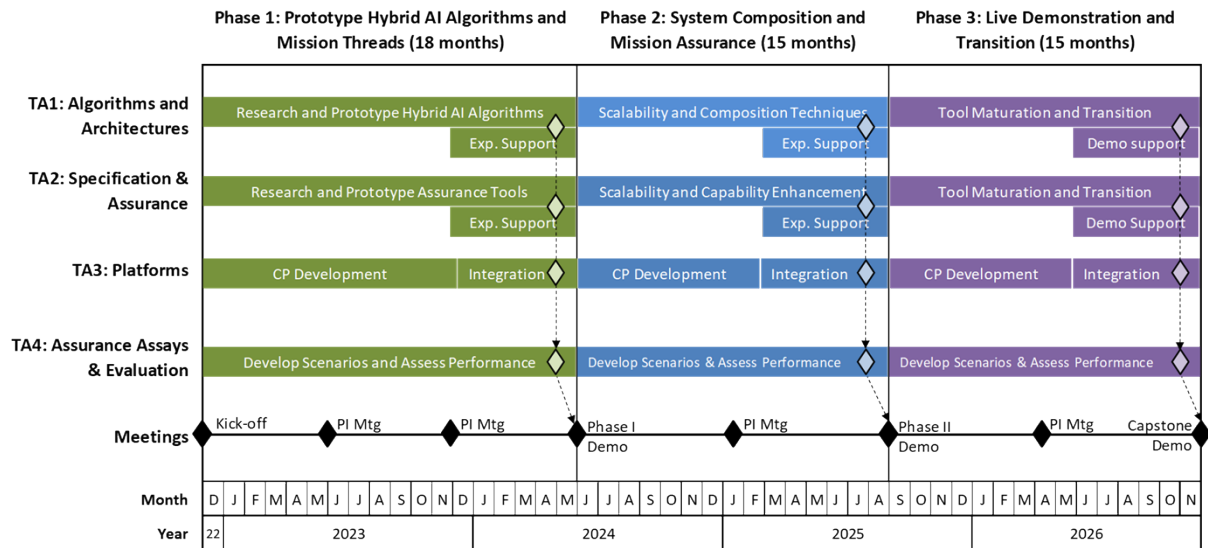 Phase 1: Prototype Hybrid AI Algorithms and
Mission Threads (18 months)
Phase 2: System Composition and
Mission Assurance (15 months)
Phase 3: Live Demonstration and
Transition (15 months)
TA1: Algorithms and
Architectures
Research and Prototype Hybrid AI Algorithms
Scalability and Composition Techniques
Tool Maturation and Transition
Exp. Support
Exp. Support
Demo support
TA2: Specification &
Assurance
Research and Prototype Assurance Tools
Scalability and Capability Enhancement
Tool Maturation and Transition
Exp. Support
Exp. Support
Demo Support
TA3: Platforms
CP Development
Integration
CP Development
Integration
CP Development
Integration
TA4: Assurance Assays
& Evaluation
Develop Scenarios and Assess Performance
Develop Scenarios & Assess Performance
Develop Scenarios & Assess Performance
Meetings
Kick-off
PI Mtg
PI Mtg
Phase I
Demo
PI Mtg
Phase II
Demo
PI Mtg
Capstone
Demo
Month
D J F M A M J J A S O N D J F M A M J J A S O N D J F M A M J J A S O N D J F M A M J J A S O N
Year
22 2023 2024 2025 2026